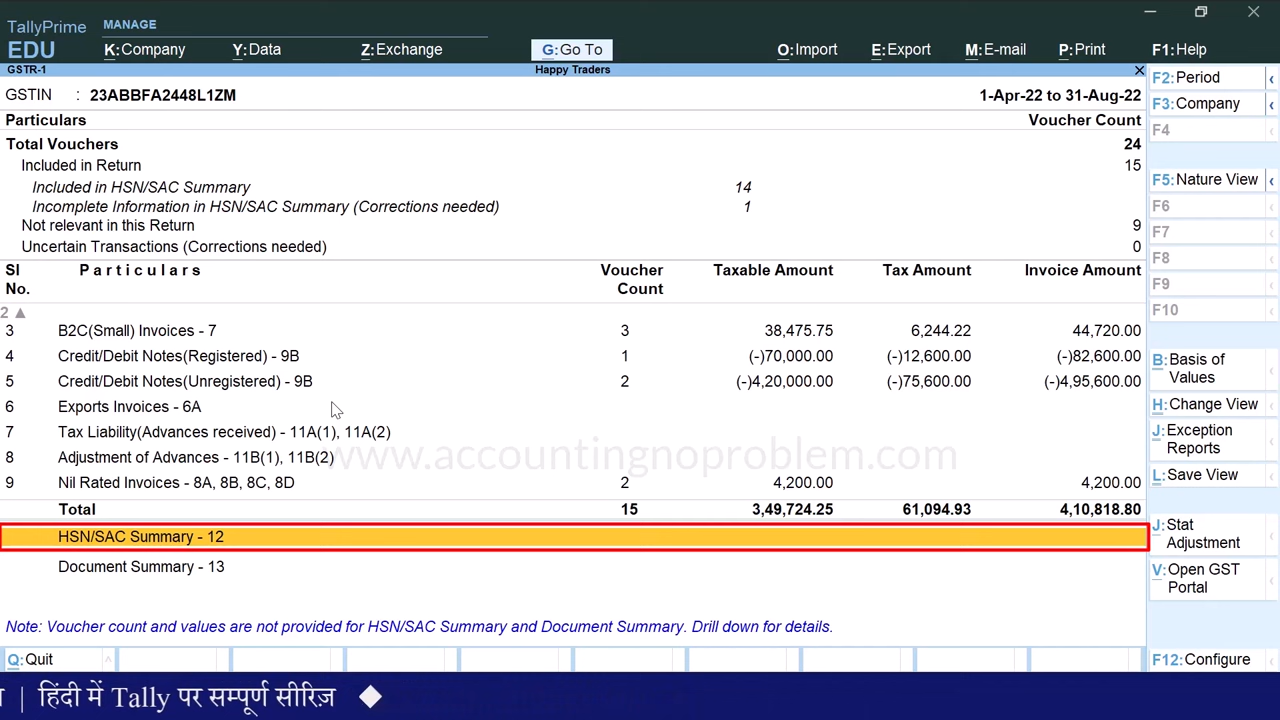 TallyPrime MANAGE
EDU K:Company Y:Data Z:Exchange G:Go To O:Import E:Export M:E-mail P:Print F1:Help
GSTR-1 Happy Traders
GSTIN : 23ABBFA2448L1ZM 1-Apr-22 to 31-Aug-22
Particulars Voucher Count
Total Vouchers 24
Included in Return 15
Included in HSN/SAC Summary 14
Incomplete Information in HSN/SAC Summary (Corrections needed) 1
Not relevant in this Return 9
Uncertain Transactions (Corrections needed) 0
Sl Particulars Voucher Taxable Amount Tax Amount Invoice Amount
No. Count
2 ▲
3 B2C(Small) Invoices - 7 3 38,475.75 6,244.22 44,720.00
4 Credit/Debit Notes(Registered) - 9B 1 (-)70,000.00 (-)12,600.00 (-)82,600.00
5 Credit/Debit Notes(Unregistered) - 9B 2 (-)4,20,000.00 (-)75,600.00 (-)4,95,600.00
6 Exports Invoices - 6A
7 Tax Liability(Advances received) - 11A(1), 11A(2)
www.accountingnoproblem.com
8 Adjustment of Advances - 11B(1), 11B(2)
9 Nil Rated Invoices - 8A, 8B, 8C, 8D 2 4,200.00 4,200.00
Total 15 3,49,724.25 61,094.93 4,10,818.80
HSN/SAC Summary - 12
Document Summary - 13
Note: Voucher count and values are not provided for HSN/SAC Summary and Document Summary. Drill down for details.
F2:Period
F3:Company
F4
F5:Nature View
F6
F7
F8
F9
F10
B:Basis of
Values
H:Change View
J:Exception
Reports
L:Save View
J:Stat
Adjustment
V:Open GST
Portal
Q:Quit F12:Configure
| हिंदी में Tally पर सम्पूर्ण सीरिज़